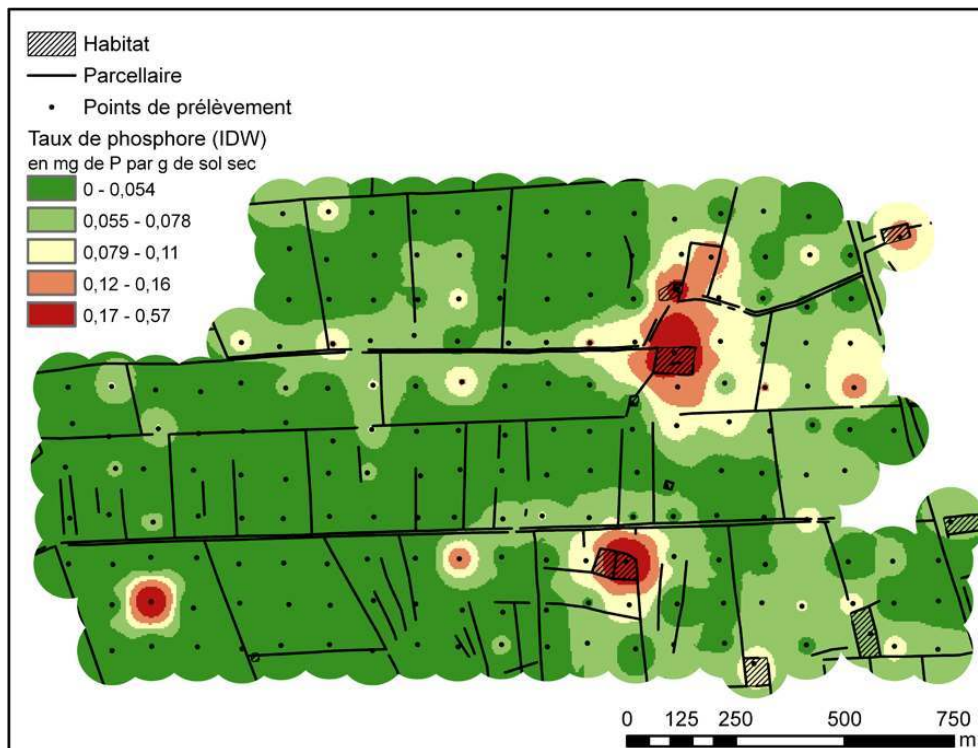 Habitat
Parcellaire
Points de prélèvement
Taux de phosphore (IDW)
en mg de P par g de sol sec
0 - 0,054
0,055 - 0,078
0,079 - 0,11
0,12 - 0,16
0,17 - 0,57
0 125 250 500 750
m